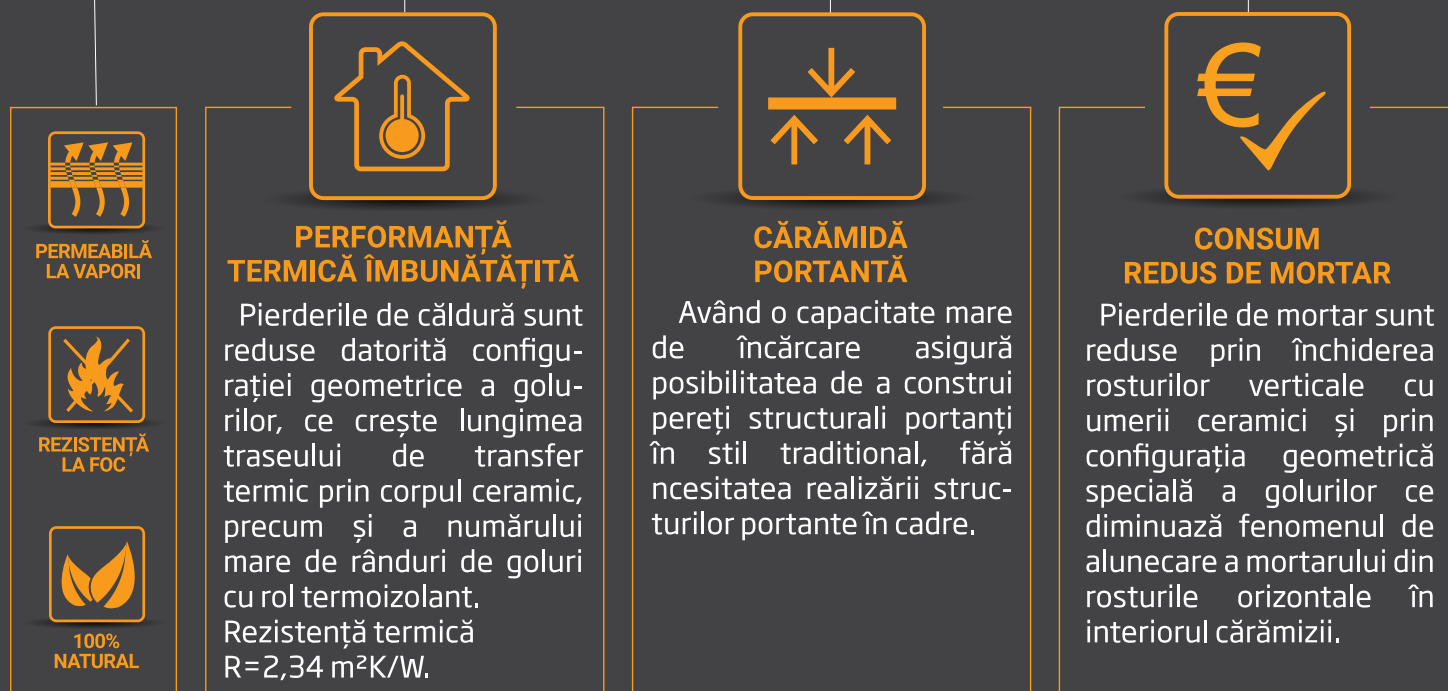 PERMEABILĂ
LA VAPORI
REZISTENȚĂ
LA FOC
100%
NATURAL
PERFORMANȚĂ
TERMICĂ ÎMBUNĂTĂȚITĂ
Pierderile de căldură sunt
reduse datorită configu-
rației geometrice a golu-
rilor, ce crește lungimea
traseului de transfer
termic prin corpul ceramic,
precum și a numărului
mare de rânduri de goluri
cu rol termoizolant.
Rezistență termică
R=2,34 m²K/W.
CĂRĂMIDĂ
PORTANTĂ
Având o capacitate mare
de încărcare asigură
posibilitatea de a construi
pereți structurali portanți
în stil traditional, fără
ncesitatea realizării struc-
turilor portante în cadre.
€
CONSUM
REDUS DE MORTAR
Pierderile de mortar sunt
reduse prin închiderea
rosturilor verticale cu
umerii ceramici și prin
configurația geometrică
specială a golurilor ce
diminuază fenomenul de
alunecare a mortarului din
rosturile orizontale în
interiorul cărămizii.